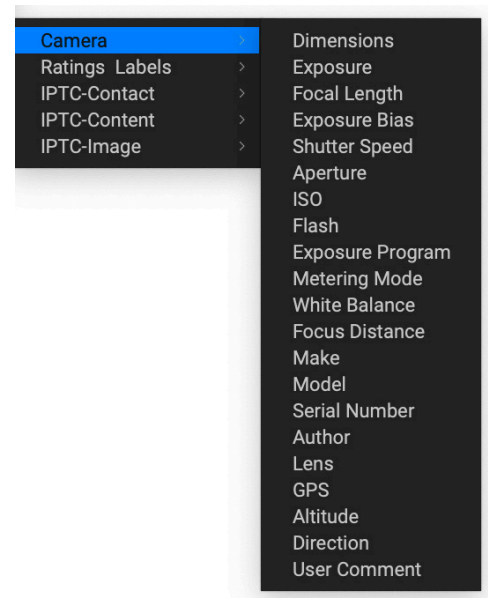 Camera
Ratings Labels
IPTC-Contact
IPTC-Content
IPTC-Image
Dimensions
Exposure
Focal Length
Exposure Bias
Shutter Speed
Aperture
ISO
Flash
Exposure Program
Metering Mode
White Balance
Focus Distance
Make
Model
Serial Number
Author
Lens
GPS
Altitude
Direction
User Comment